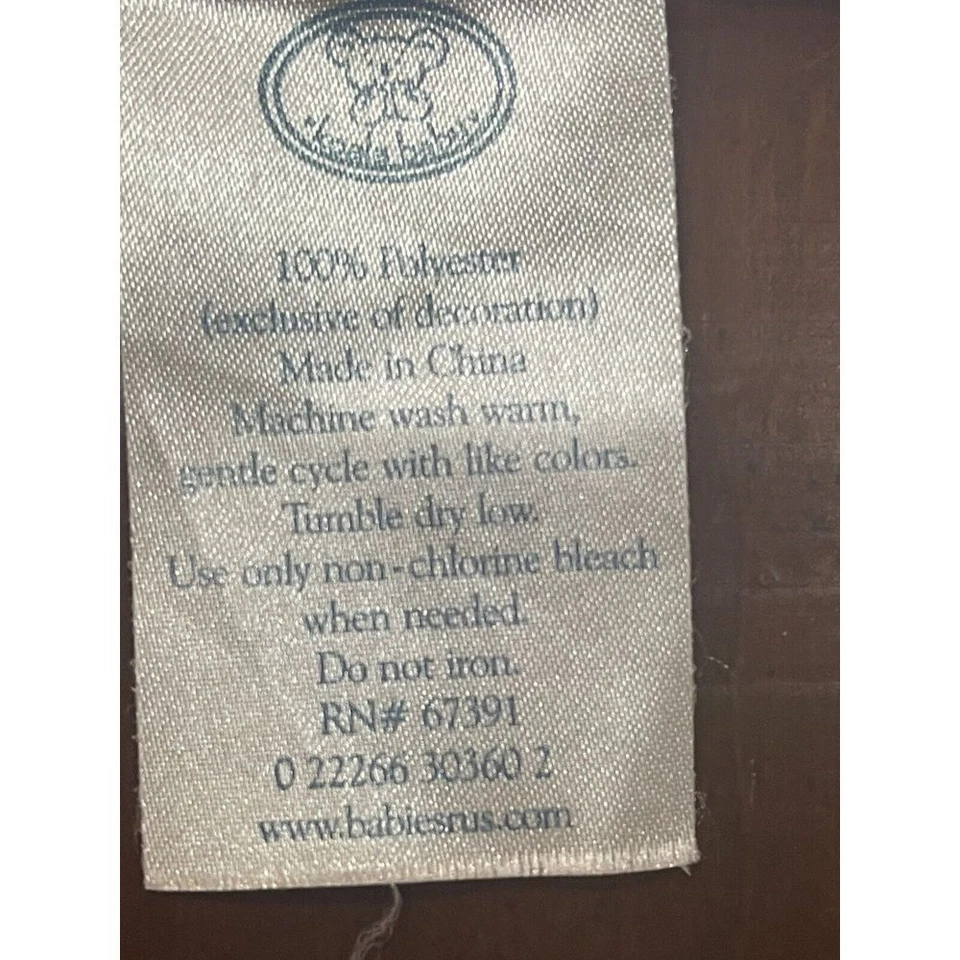 koala baby
100% Polyester
(exclusive of decoration)
Made in China
Machine wash warm,
gentle cycle with like colors.
Tumble dry low.
Use only non-chlorine bleach
when needed.
Do not iron.
RN# 67391
0 22266 30360 2
www.babiesrus.com